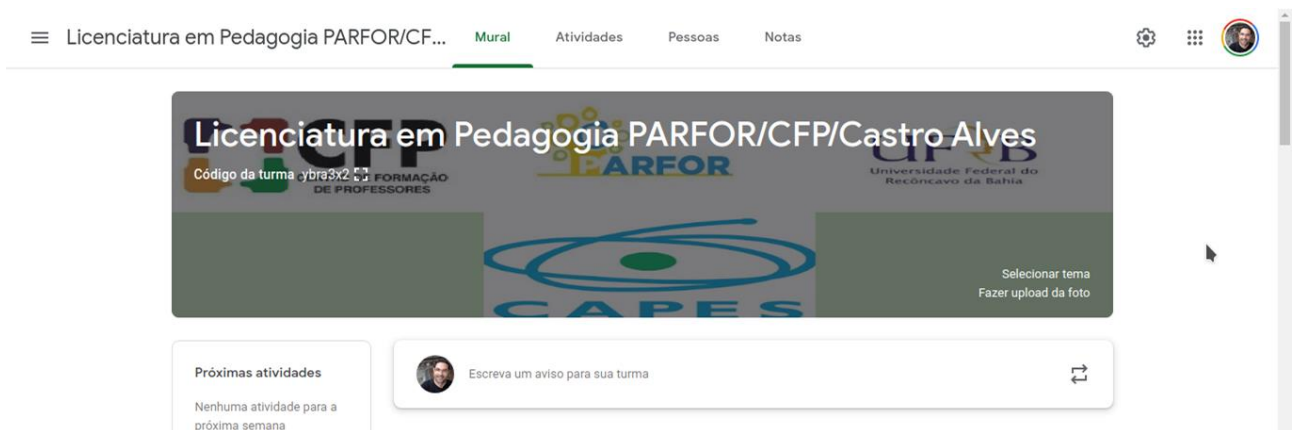 Licenciatura em Pedagogia PARFOR/CF...
Mural
Atividades
Pessoas
Notas
Licenciatura em Pedagogia PARFOR/CFP/Castro Alves
Código da turma ybra3x2
CFP
FORMAÇÃO
DE PROFESSORES
PARFOR
UFRB
Universidade Federal do
Recôncavo da Bahia
CAPES
Selecionar tema
Fazer upload da foto
Próximas atividades
Nenhuma atividade para a
próxima semana
Escreva um aviso para sua turma